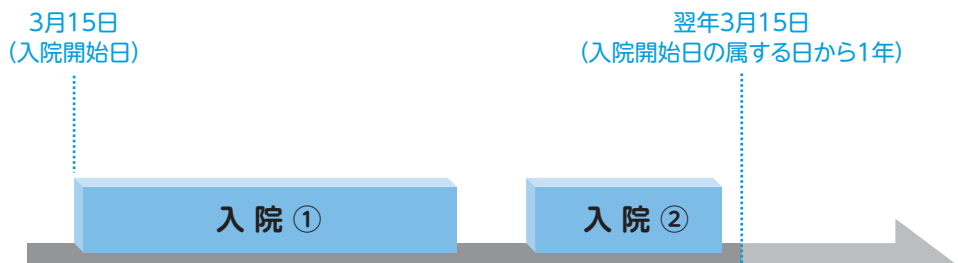 3月15日
(入院開始日)
翌年3月15日
(入院開始日の属する日から1年)
入院①
入院②